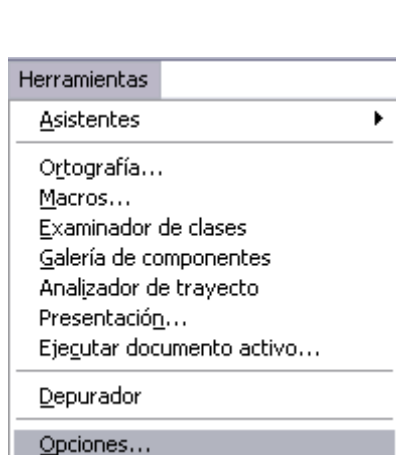 Herramientas
Asistentes
Ortografía...
Macros...
Examinador de clases
Galería de componentes
Analizador de trayecto
Presentación...
Ejecutar documento activo...
Depurador
Opciones...